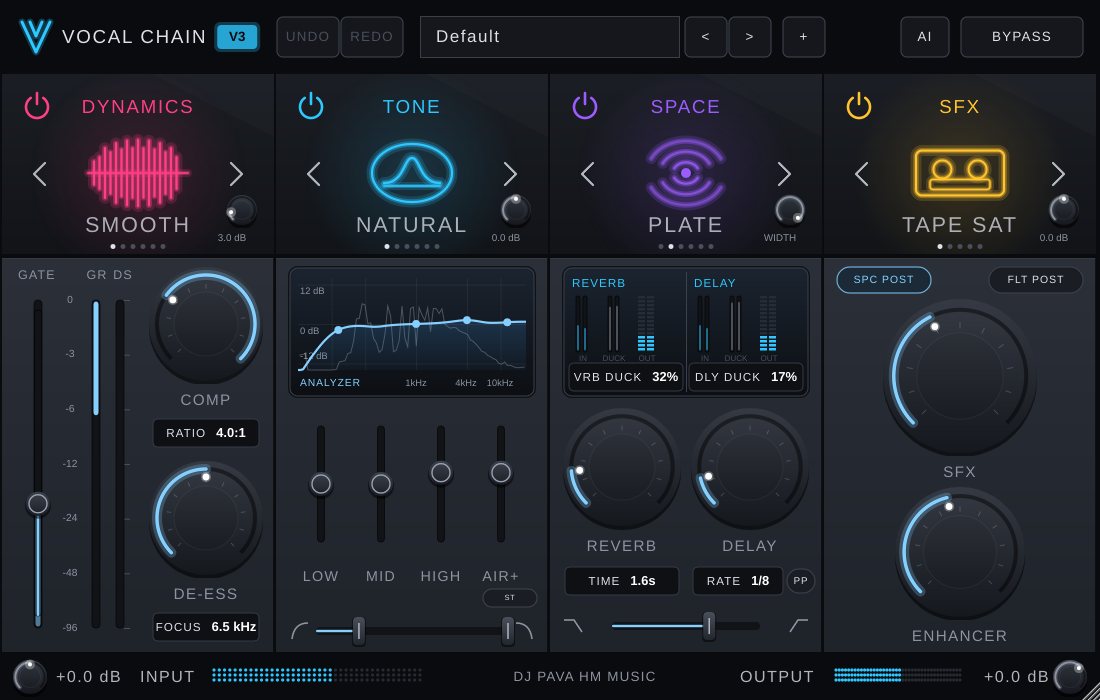 VOCAL CHAIN V3 UNDO REDO Default < > + AI BYPASS
DYNAMICS TONE SPACE SFX
SMOOTH NATURAL PLATE TAPE SAT
3.0 dB 0.0 dB WIDTH 0.0 dB
GATE GR DS
0
-3
-6
-12
-24
-48
-96
COMP
RATIO 4.0:1
DE-ESS
FOCUS 6.5 kHz
12 dB
0 dB
-12 dB
ANALYZER 1kHz 4kHz 10kHz
LOW MID HIGH AIR+
ST
REVERB DELAY
IN DUCK OUT IN DUCK OUT
VRB DUCK 32% DLY DUCK 17%
REVERB DELAY
TIME 1.6s RATE 1/8 PP
SPC POST FLT POST
SFX
ENHANCER
+0.0 dB INPUT DJ PAVA HM MUSIC OUTPUT +0.0 dB